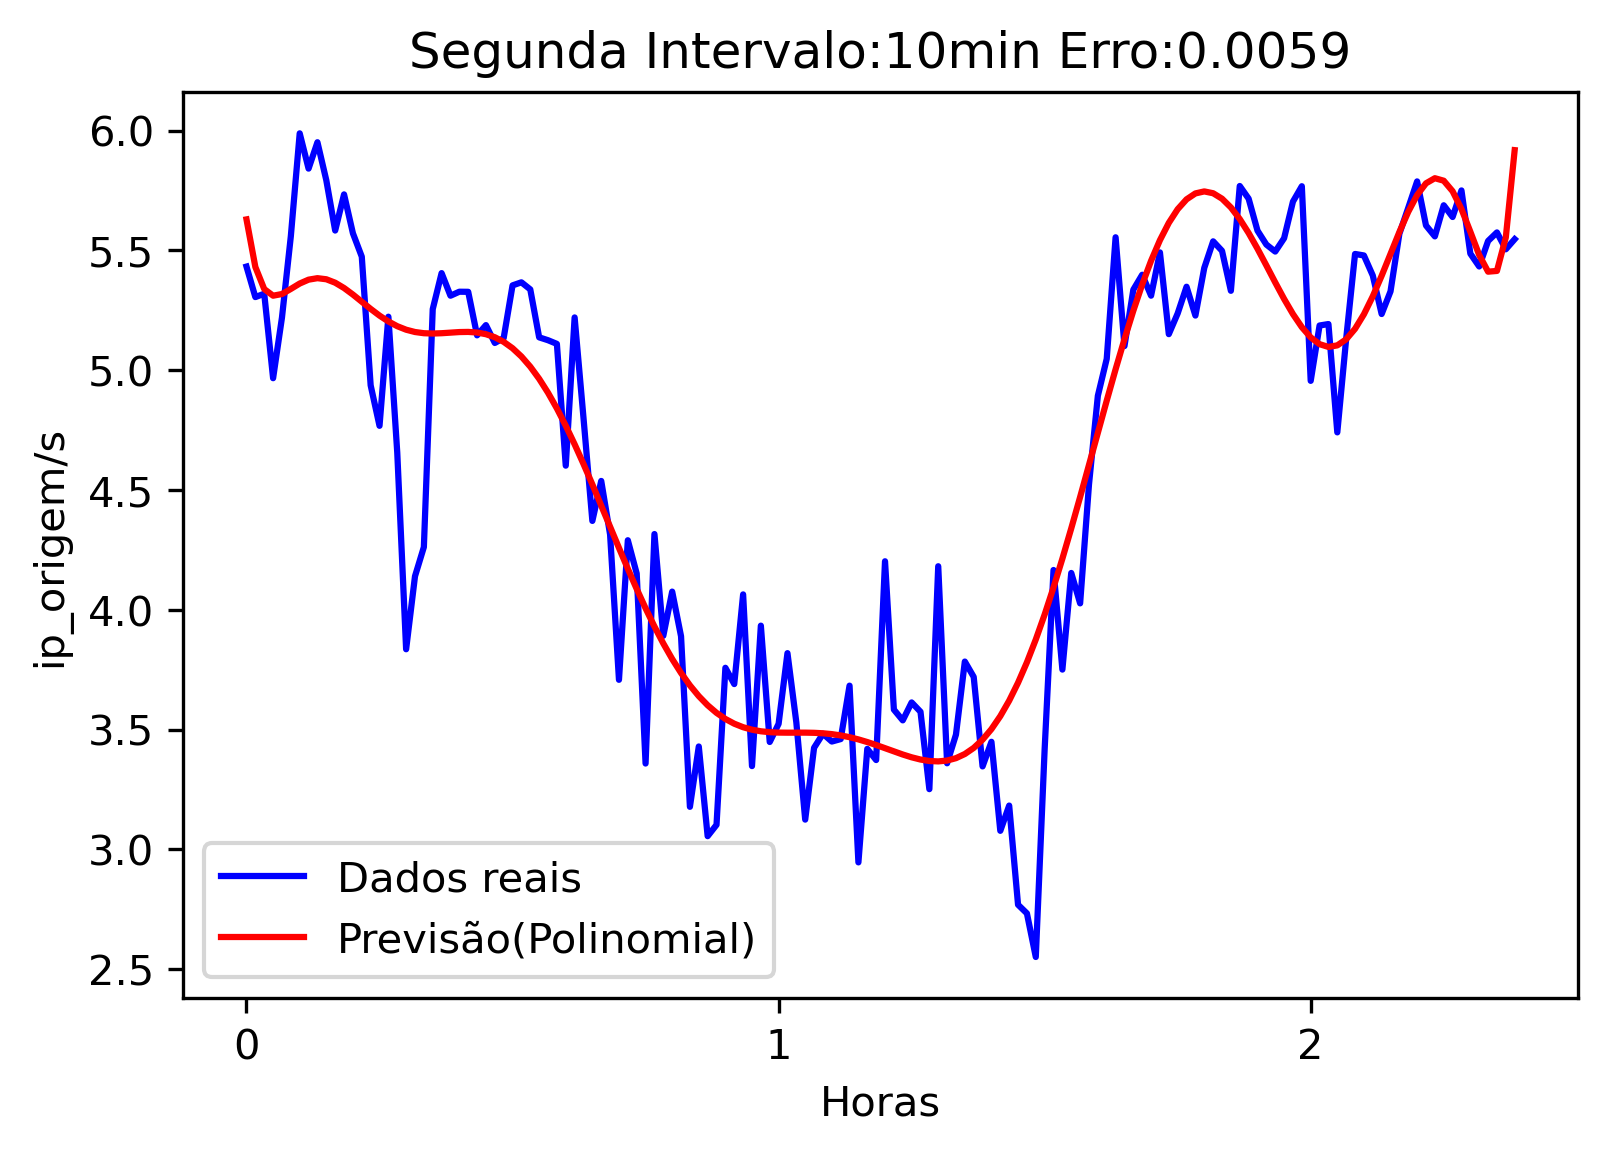 Segunda Intervalo:10min Erro:0.0059
6.0
5.5
5.0
4.5
4.0
3.5
3.0
2.5
ip_origem/s
Dados reais
Previsão(Polinomial)
0 1 2
Horas